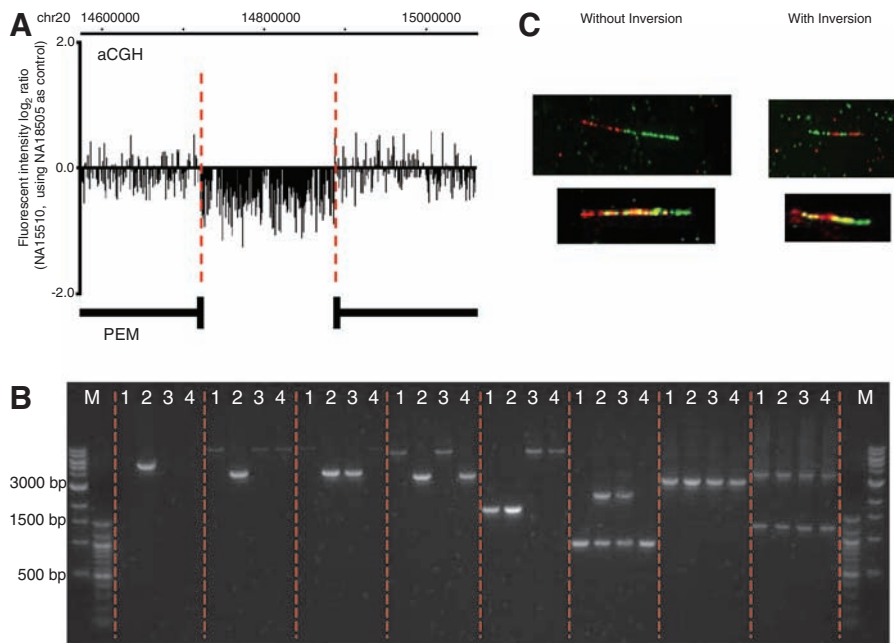 A
chr20 14600000 14800000 15000000
2.0
aCGH
0.0
-2.0
Fluorescent intensity log2 ratio
(NA15510, using NA18505 as control)
PEM
C
Without Inversion With Inversion
B
M 1 2 3 4 1 2 3 4 1 2 3 4 1 2 3 4 1 2 3 4 1 2 3 4 1 2 3 4 1 2 3 4 M
3000 bp
1500 bp
500 bp